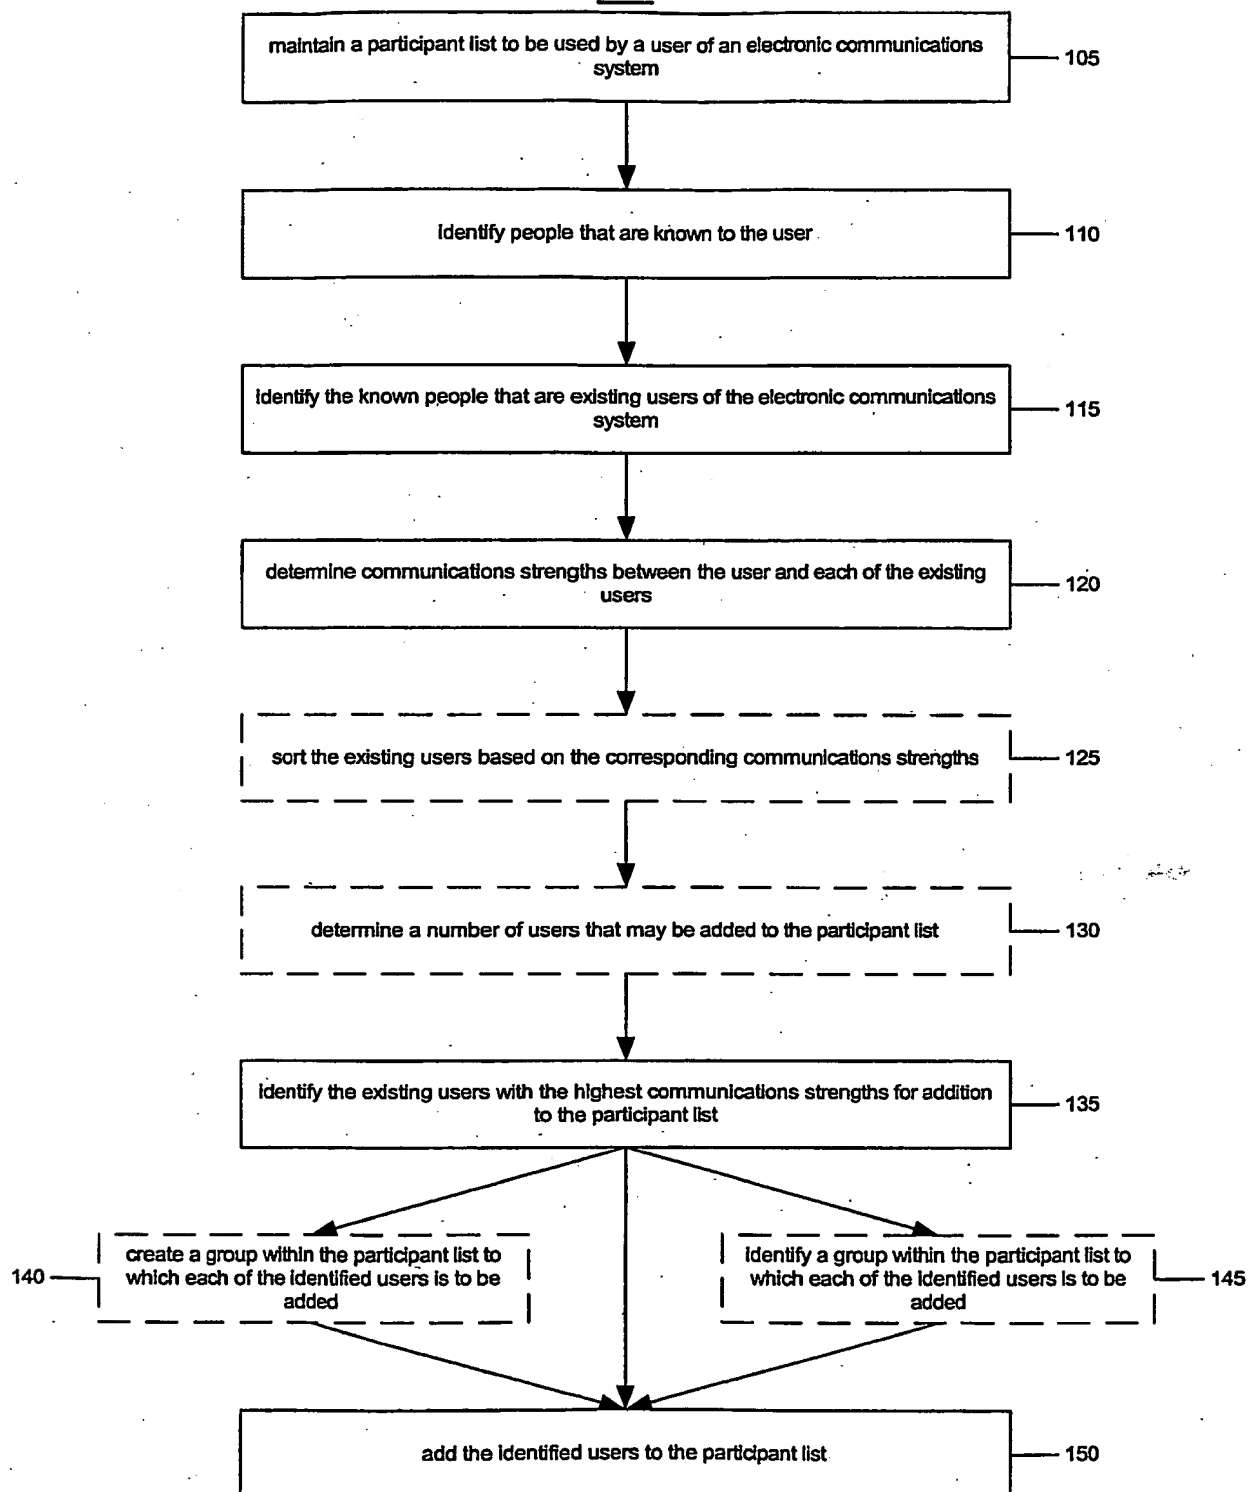 maintain a participant list to be used by a user of an electronic communications
system
105
identify people that are known to the user
110
identify the known people that are existing users of the electronic communications
system
115
determine communications strengths between the user and each of the existing
users
120
sort the existing users based on the corresponding communications strengths
125
determine a number of users that may be added to the participant list
130
identify the existing users with the highest communications strengths for addition
to the participant list
135
140
create a group within the participant list to
which each of the identified users is to be
added
identify a group within the participant list to
which each of the identified users is to be
added
145
add the identified users to the participant list
150